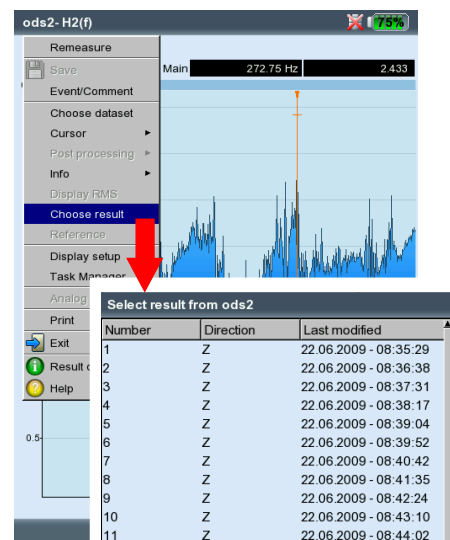 ods2- H2(f)
75%
Remeasure
Save
Main 272.75 Hz 2.433
Event/Comment
Choose dataset
Cursor
Post processing
Info
Display RMS
Choose result
Reference
Display setup
Task Manager
Analog
Print
Exit
Result
Help
0.5
Select result from ods2
Number Direction Last modified
1 Z 22.06.2009 - 08:35:29
2 Z 22.06.2009 - 08:36:38
3 Z 22.06.2009 - 08:37:31
4 Z 22.06.2009 - 08:38:17
5 Z 22.06.2009 - 08:39:04
6 Z 22.06.2009 - 08:39:52
7 Z 22.06.2009 - 08:40:42
8 Z 22.06.2009 - 08:41:35
9 Z 22.06.2009 - 08:42:24
10 Z 22.06.2009 - 08:43:10
11 Z 22.06.2009 - 08:44:02